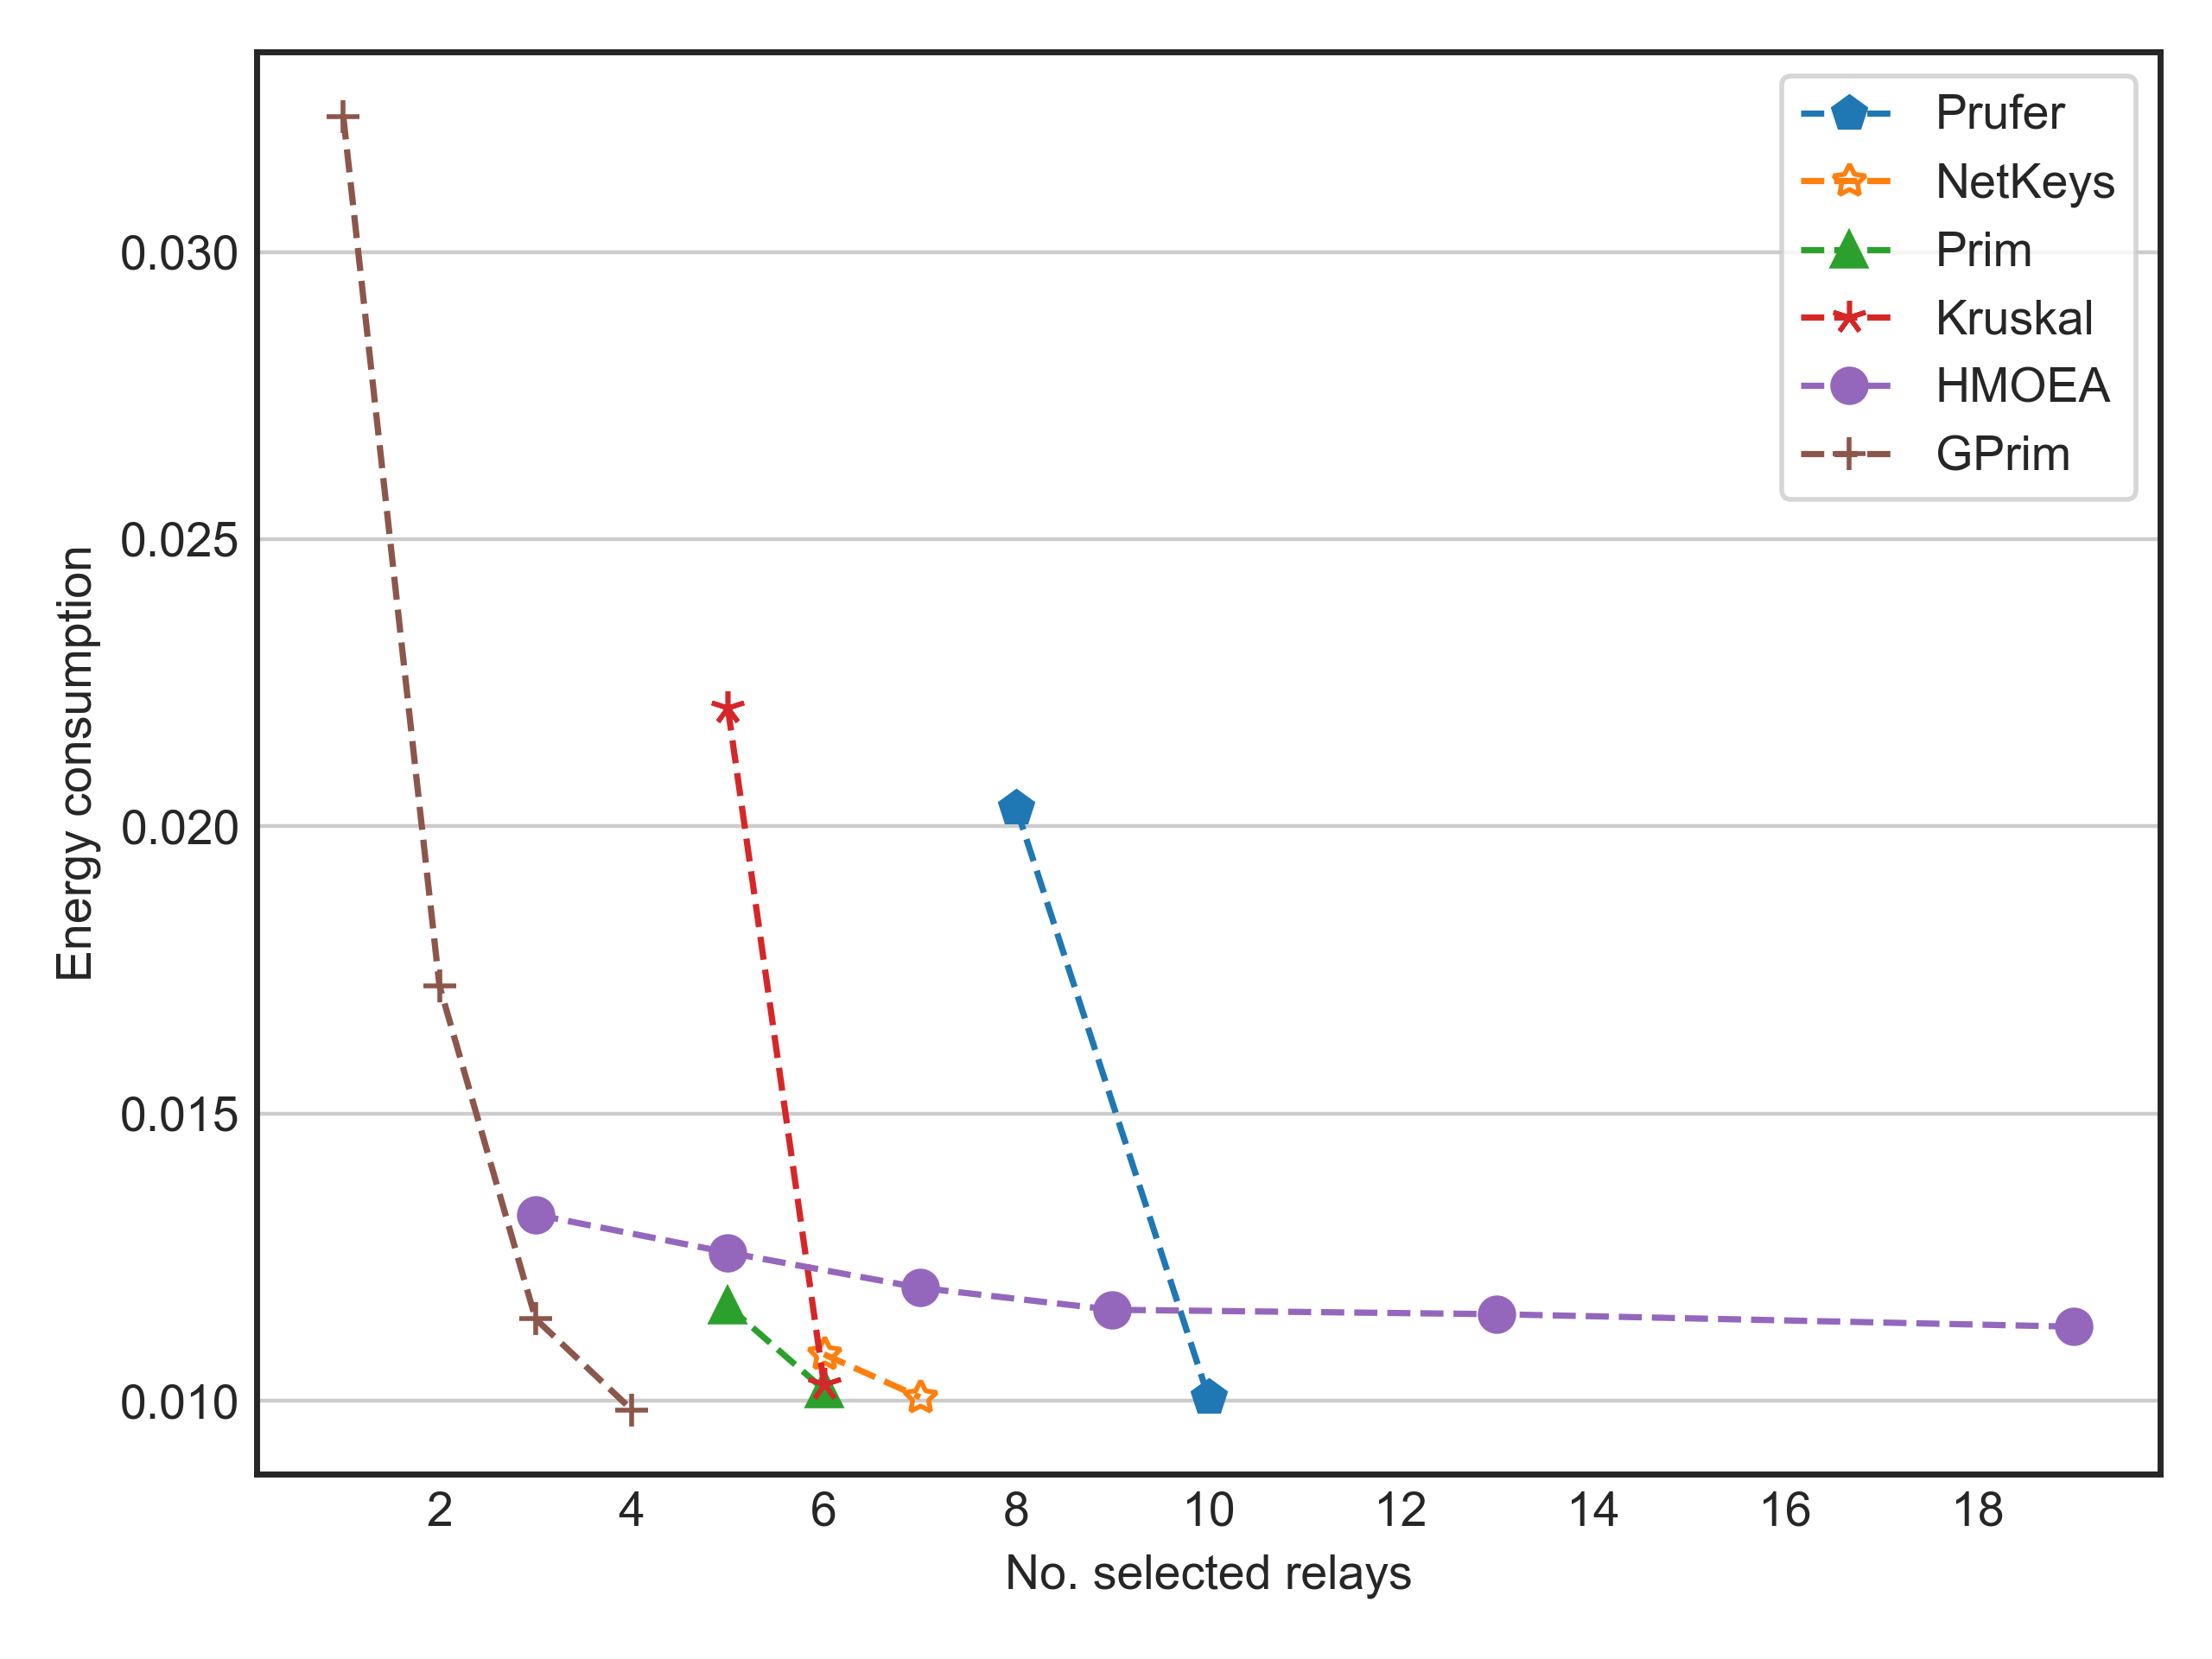 Prufer
NetKeys
Prim
Kruskal
HMOEA
GPrim
0.030
0.025
0.020
0.015
0.010
Energy consumption
2 4 6 8 10 12 14 16 18
No. selected relays